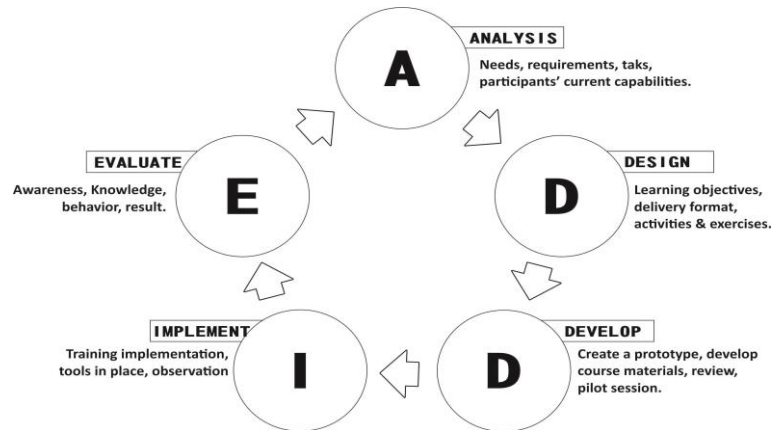 ANALYSIS
A
Needs, requirements, taks,
participants' current capabilities.
DESIGN
D
Learning objectives,
delivery format,
activities & exercises.
DEVELOP
D
Create a prototype, develop
course materials, review,
pilot session.
IMPLEMENT
I
Training implementation,
tools in place, observation
EVALUATE
E
Awareness, Knowledge,
behavior, result.